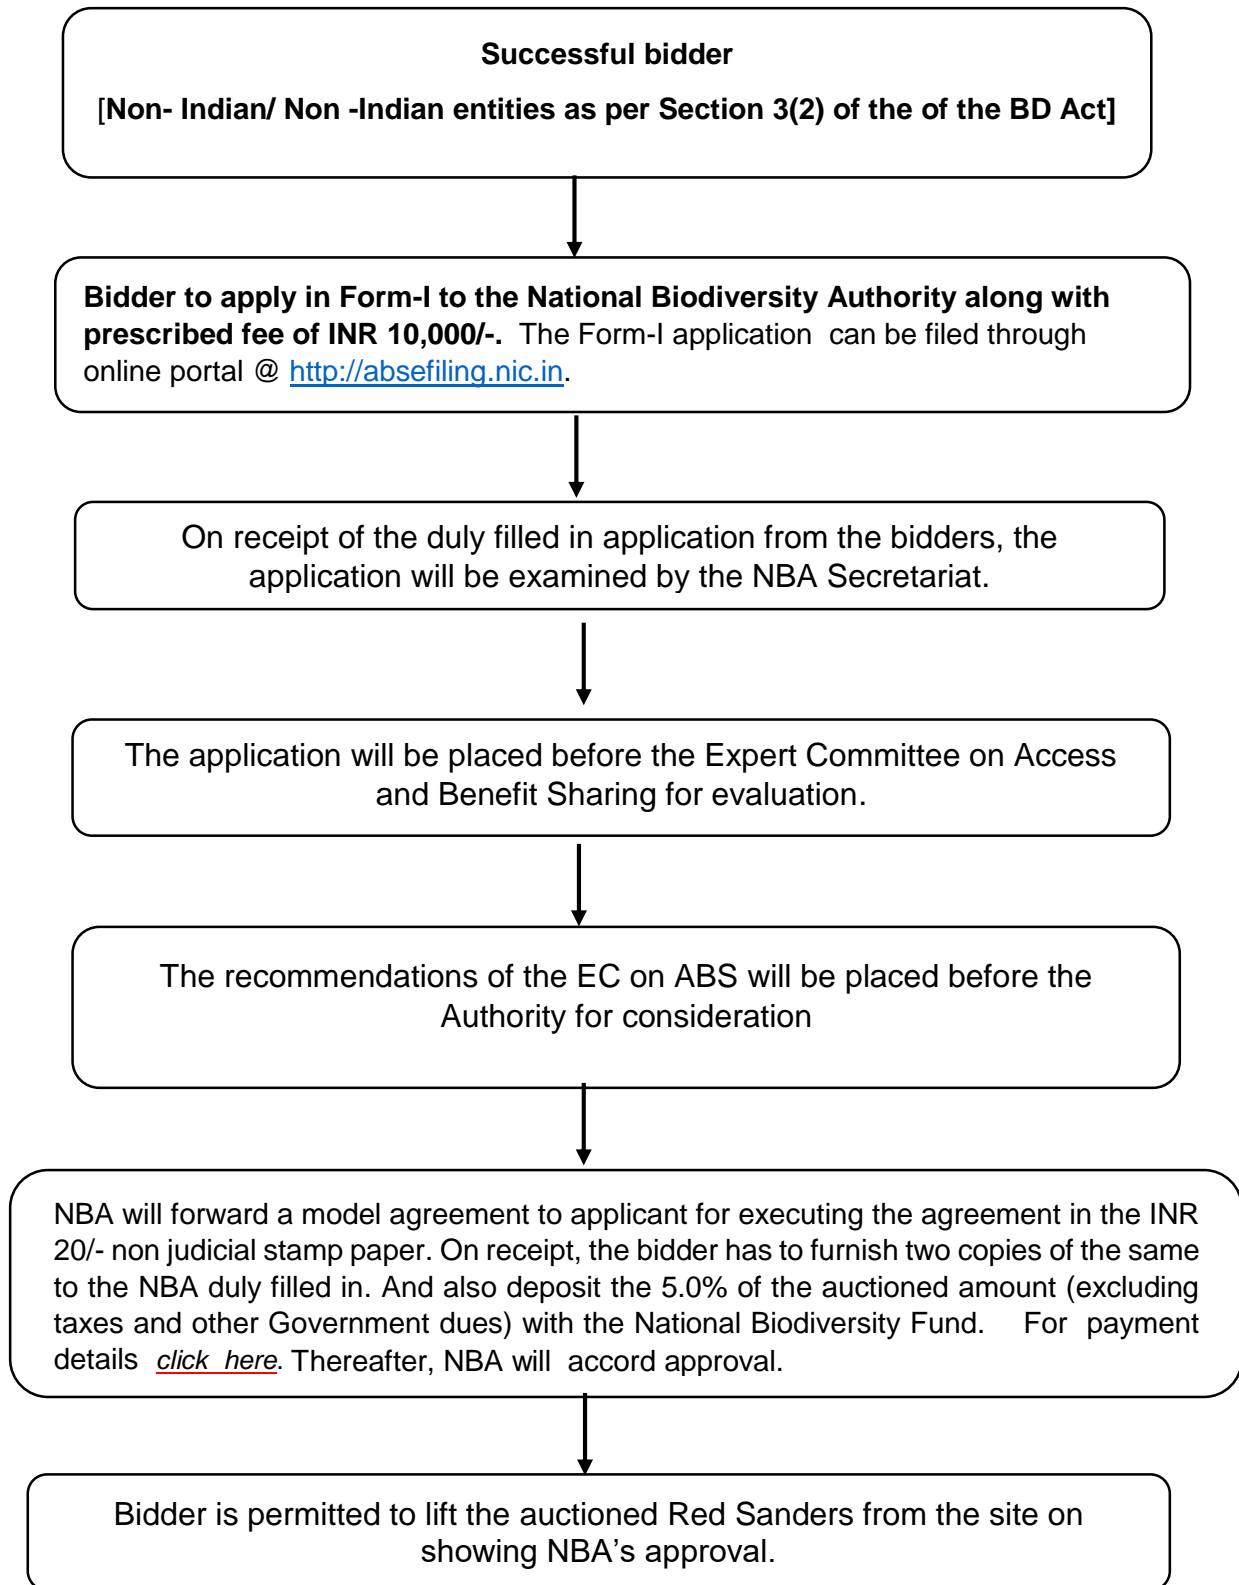 Successful bidder
[Non- Indian/ Non -Indian entities as per Section 3(2) of the of the BD Act]
Bidder to apply in Form-I to the National Biodiversity Authority along with
prescribed fee of INR 10,000/-. The Form-I application can be filed through
online portal @ http://absefiling.nic.in.
On receipt of the duly filled in application from the bidders, the
application will be examined by the NBA Secretariat.
The application will be placed before the Expert Committee on Access
and Benefit Sharing for evaluation.
The recommendations of the EC on ABS will be placed before the
Authority for consideration
NBA will forward a model agreement to applicant for executing the agreement in the INR
20/- non judicial stamp paper. On receipt, the bidder has to furnish two copies of the same
to the NBA duly filled in. And also deposit the 5.0% of the auctioned amount (excluding
taxes and other Government dues) with the National Biodiversity Fund. For payment
details click here. Thereafter, NBA will accord approval.
Bidder is permitted to lift the auctioned Red Sanders from the site on
showing NBA's approval.